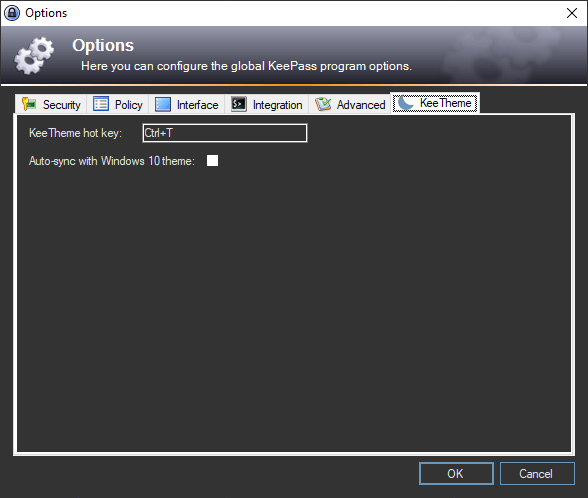 Options
Options
Here you can configure the global KeePass program options.
Security Policy Interface Integration Advanced KeeTheme
KeeTheme hot key: Ctrl+T
Auto-sync with Windows 10 theme:
OK Cancel